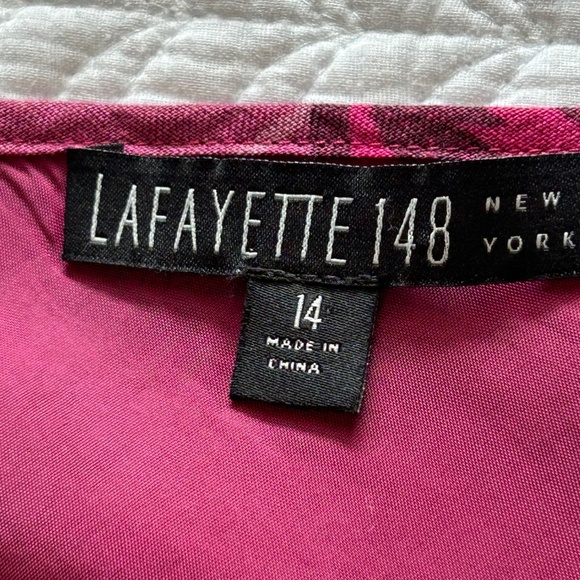 LAFAYETTE 148 NEW YORK
14
MADE IN
CHINA